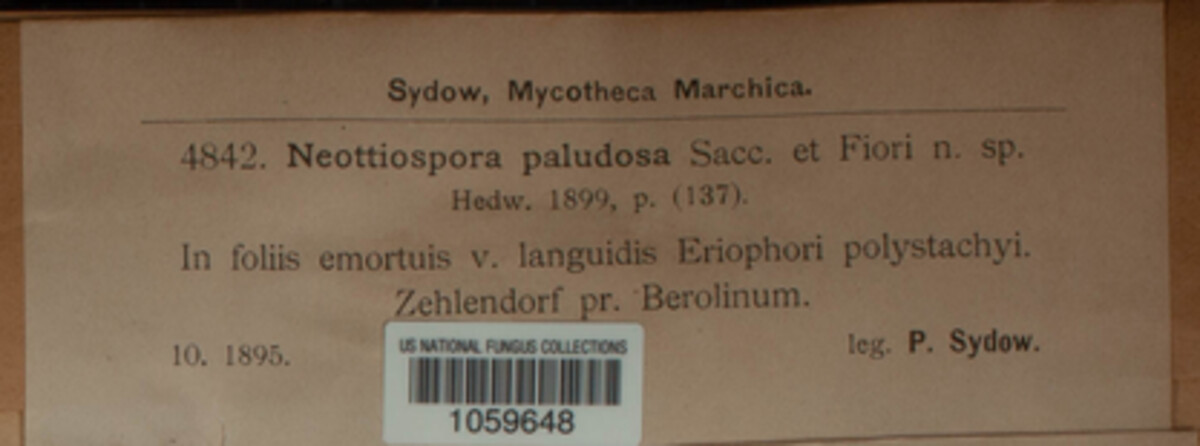 Sydow, Mycotheca Marchica.
4842. Neottiospora paludosa Sacc. et Fiori n. sp.
Hedw. 1899, p. (137).
In foliis emortuis v. languidis Eriophori polystachyi.
Zehlendorf pr. Berolinum.
10. 1895. leg. P. Sydow.
US NATIONAL FUNGUS COLLECTIONS
1059648